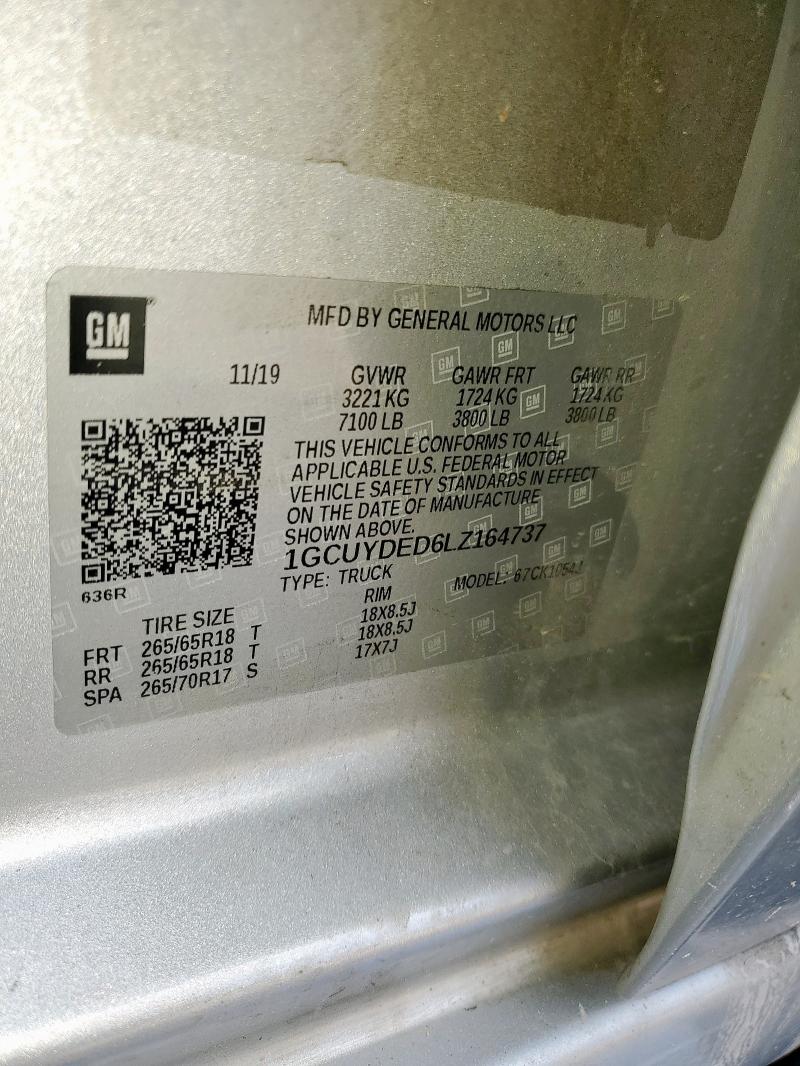 GM
MFD BY GENERAL MOTORS LLC
11/19 GVWR GAWR FRT GAWR RR
3221 KG 1724 KG 1724 KG
7100 LB 3800 LB 3800 LB
THIS VEHICLE CONFORMS TO ALL
APPLICABLE U.S. FEDERAL MOTOR
VEHICLE SAFETY STANDARDS IN EFFECT
ON THE DATE OF MANUFACTURE
SHOWN ABOVE.
1GCUYDED6LZ164737
TYPE: TRUCK MODEL: 67CK10543
636R
TIRE SIZE RIM
FRT 265/65R18 T 18X8.5J
RR 265/65R18 T 18X8.5J
SPA 265/70R17 S 17X7J